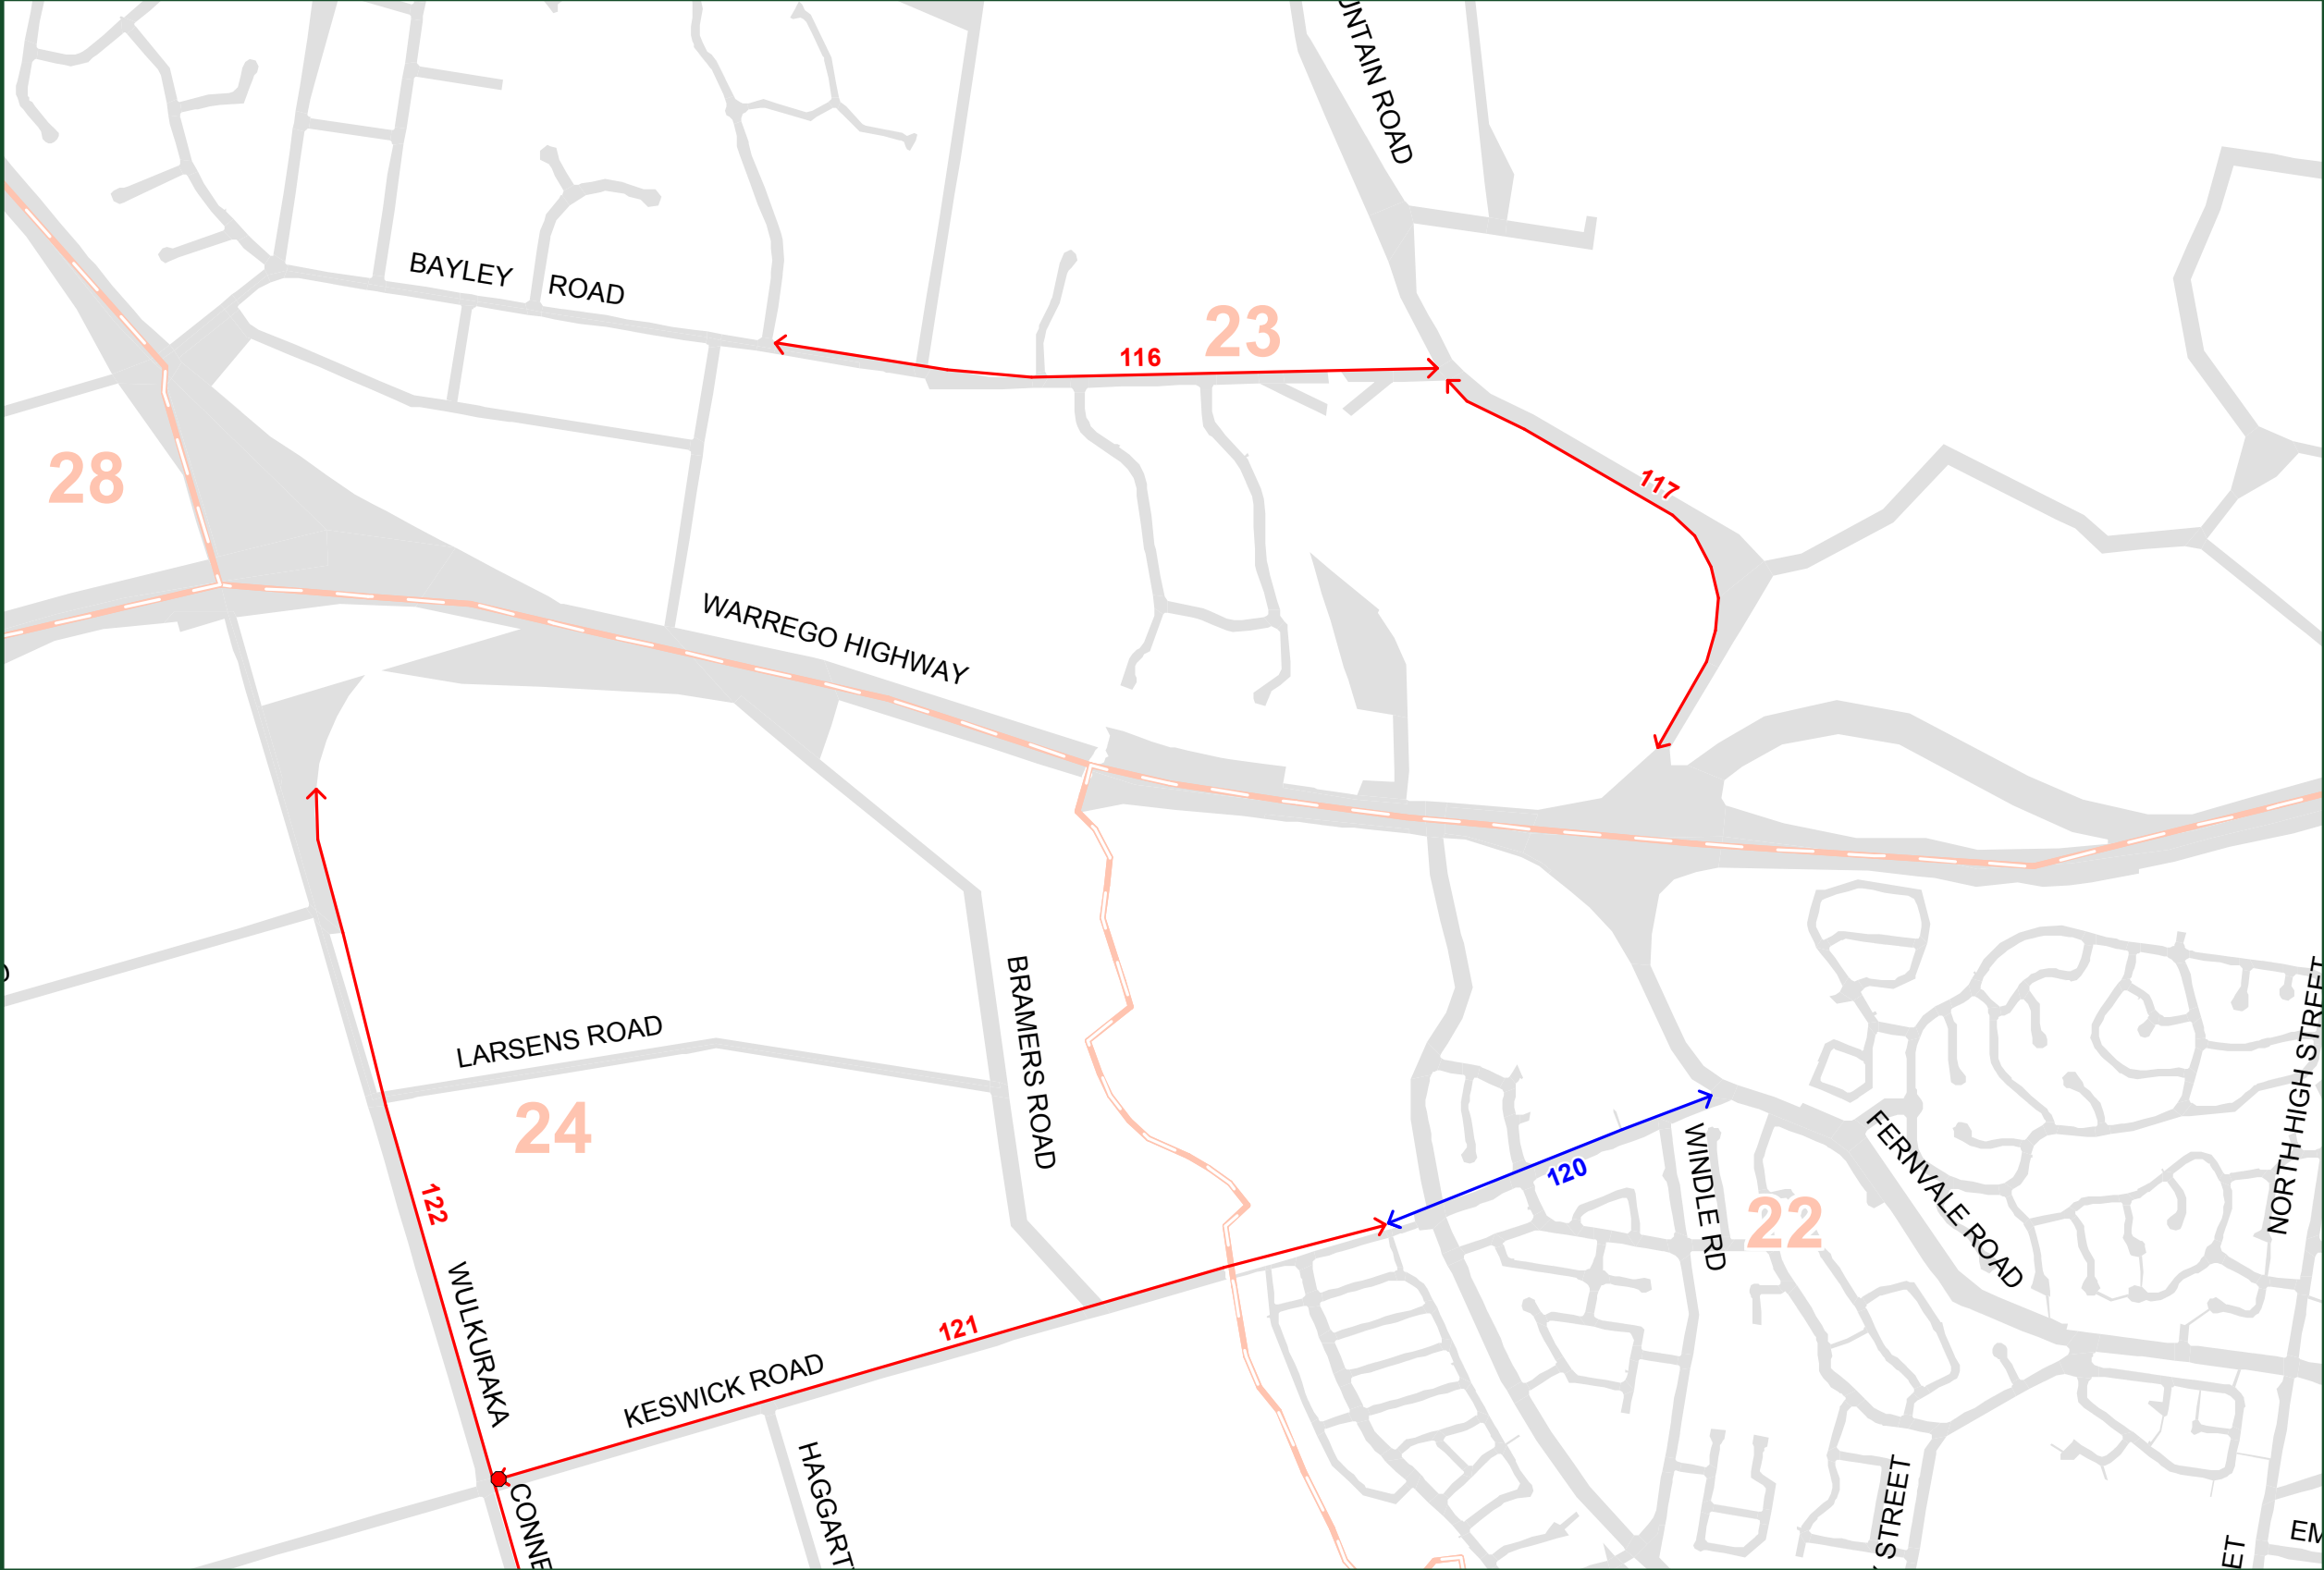 UNTAIN ROAD
BAYLEY ROAD
23
116
28
117
WARREGO HIGHWAY
BRAMERS ROAD
NORTH HIGH STREET
LARSENS ROAD
24
WINDLE RD
120
FERNVALE ROAD
122
22
WULKURAKA
121
KESWICK ROAD
HAGGART
CONNE
STREET
EM
ET